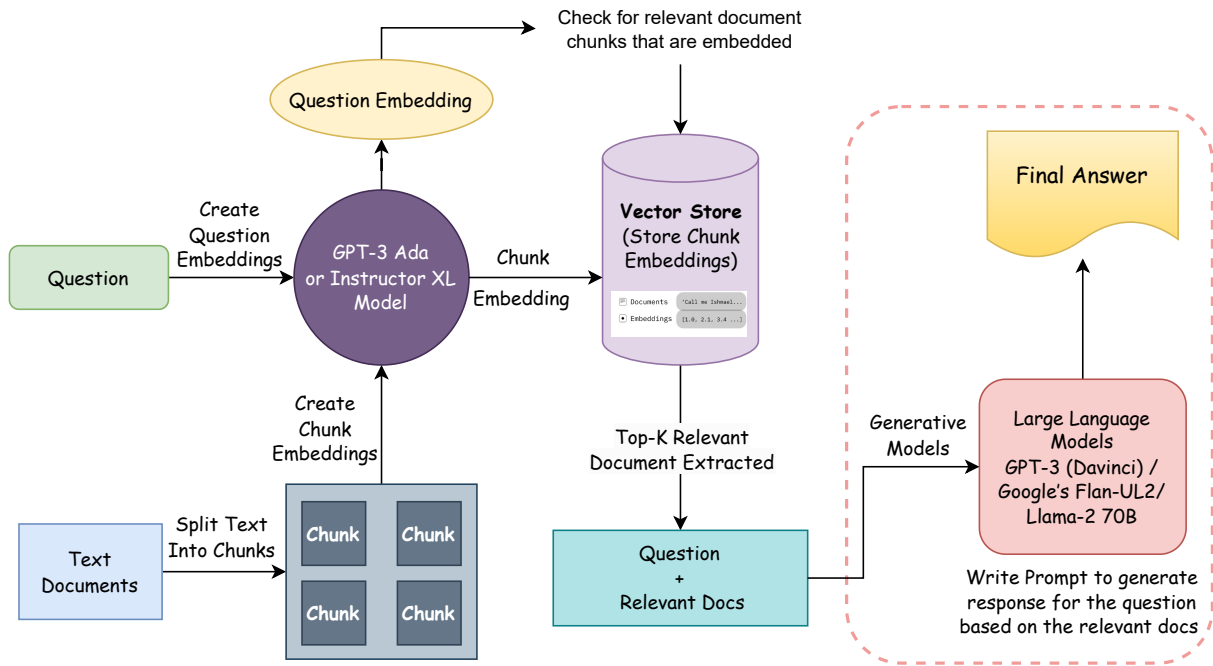 Check for relevant document
chunks that are embedded
Question Embedding
Create
Question
Embeddings
Question
GPT-3 Ada
or Instructor XL
Model
Chunk
Embedding
Vector Store
(Store Chunk
Embeddings)
Documents
'Call me Ishmael...
Embeddings
[1.0, 2.1, 3.4 ...]
Create
Chunk
Embeddings
Text
Documents
Split Text
Into Chunks
Chunk
Chunk
Chunk
Chunk
Top-K Relevant
Document Extracted
Question
+
Relevant Docs
Generative
Models
Large Language
Models
GPT-3 (Davinci) /
Google's Flan-UL2/
Llama-2 70B
Write Prompt to generate
response for the question
based on the relevant docs
Final Answer